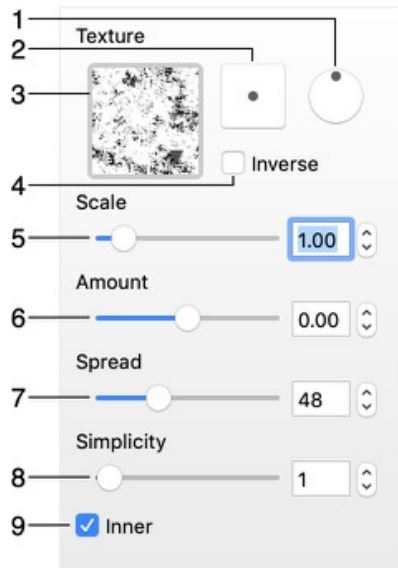 1
Texture
2
3
4
Inverse
Scale
5
1.00
Amount
6
0.00
Spread
7
48
Simplicity
8
1
9
Inner